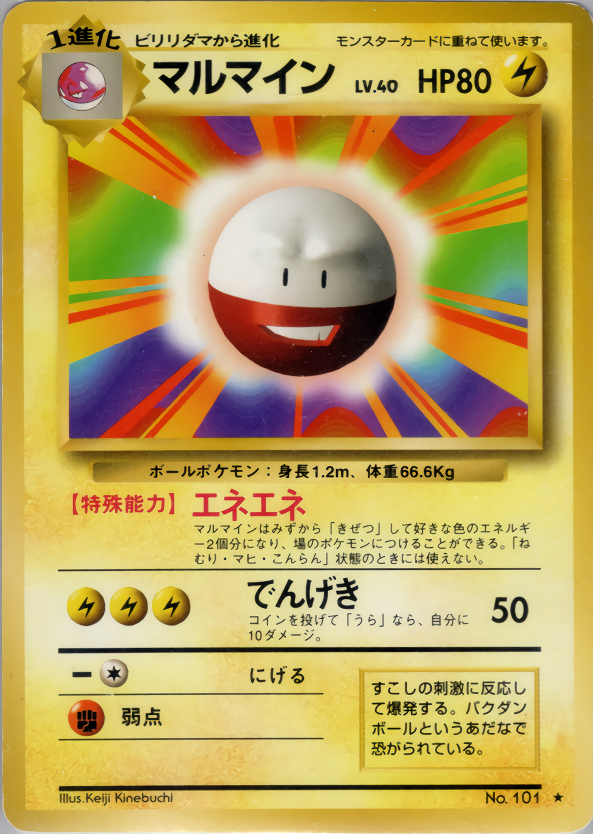 1進化
ビリリダマから進化
モンスターカードに重ねて使います。
マルマイン LV.40 HP80
ボールポケモン：身長1.2m、体重66.6Kg
【特殊能力】エネエネ
マルマインはみずから「きぜつ」して好きな色のエネルギ
ー2個分になり、場のポケモンにつけることができる。「ね
むり・マヒ・こんらん」状態のときには使えない。
でんげき 50
コインを投げて「うら」なら、自分に
10ダメージ。
にげる
弱点
すこしの刺激に反応し
て爆発する。バクダン
ボールというあだなで
恐がられている。
Illus.Keiji Kinebuchi
No. 101 ★